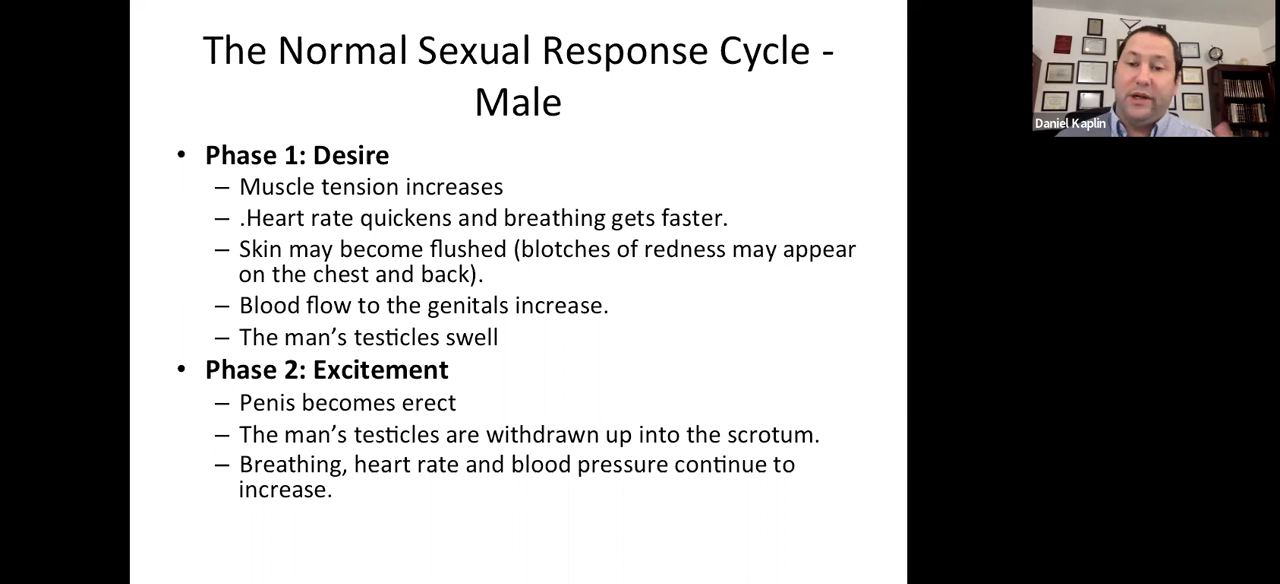 The Normal Sexual Response Cycle -
Male
• Phase 1: Desire
– Muscle tension increases
– .Heart rate quickens and breathing gets faster.
– Skin may become flushed (blotches of redness may appear
on the chest and back).
– Blood flow to the genitals increase.
– The man’s testicles swell
• Phase 2: Excitement
– Penis becomes erect
– The man’s testicles are withdrawn up into the scrotum.
– Breathing, heart rate and blood pressure continue to
increase.
Daniel Kaplin